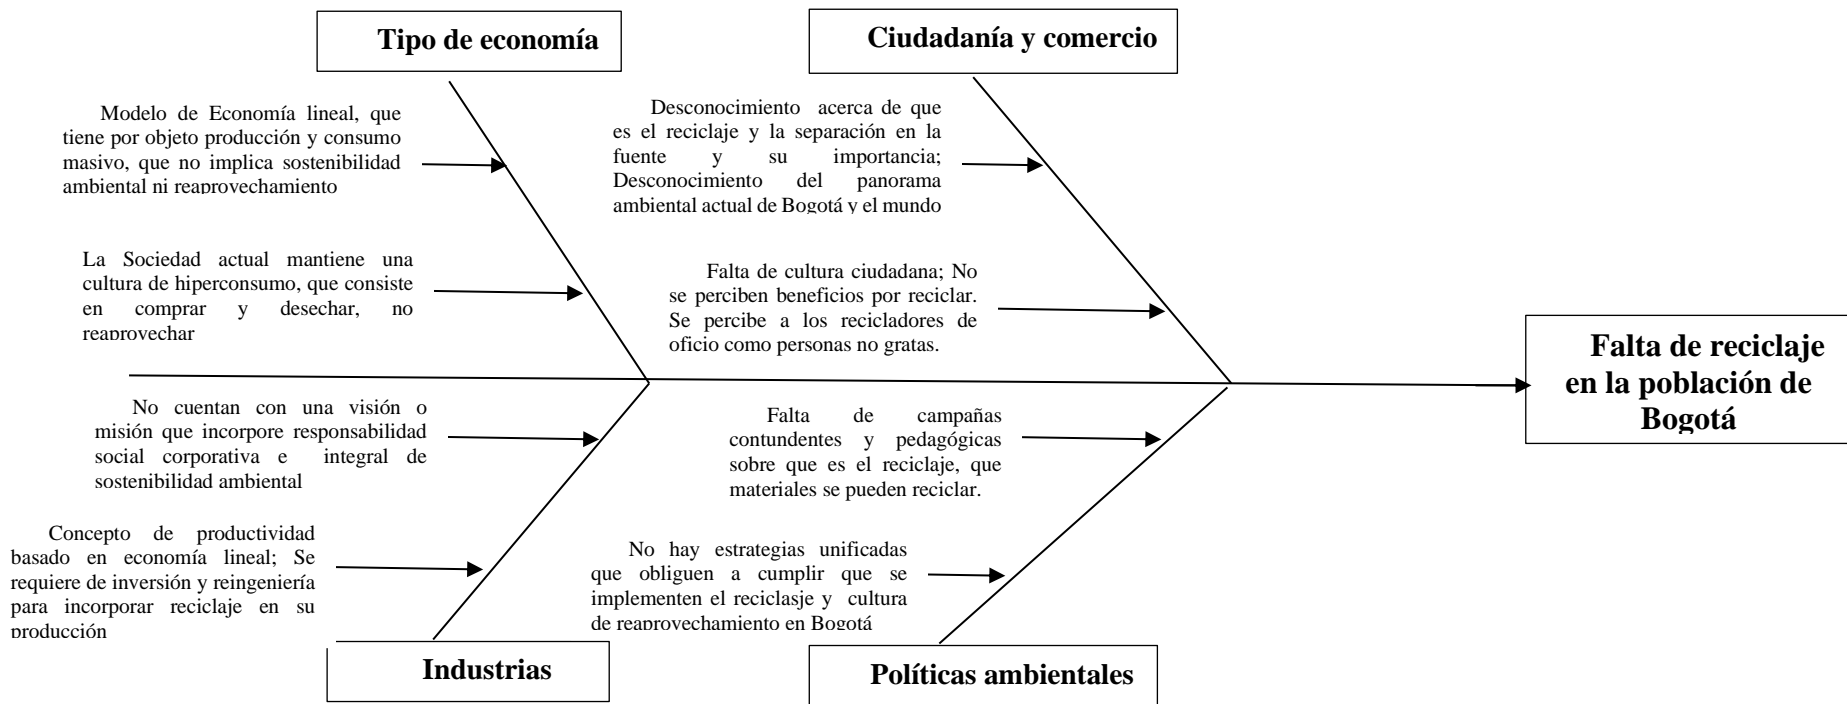 Tipo de economía
Ciudadanía y comercio
Modelo de Economía lineal, que
tiene por objeto producción y consumo
masivo, que no implica sostenibilidad
ambiental ni reaprovechamiento
Desconocimiento acerca de que
es el reciclaje y la separación en la
fuente y su importancia;
Desconocimiento del panorama
ambiental actual de Bogotá y el mundo
La Sociedad actual mantiene una
cultura de hiperconsumo, que consiste
en comprar y desechar, no
reaprovechar
Falta de cultura ciudadana; No
se perciben beneficios por reciclar.
Se percibe a los recicladores de
oficio como personas no gratas.
Falta de reciclaje
en la población de
Bogotá
No cuentan con una visión o
misión que incorpore responsabilidad
social corporativa e integral de
sostenibilidad ambiental
Falta de campañas
contundentes y pedagógicas
sobre que es el reciclaje, que
materiales se pueden reciclar.
Concepto de productividad
basado en economía lineal; Se
requiere de inversión y reingeniería
para incorporar reciclaje en su
producción
No hay estrategias unificadas
que obliguen a cumplir que se
implementen el reciclasje y cultura
de reaprovechamiento en Bogotá
Industrias
Políticas ambientales